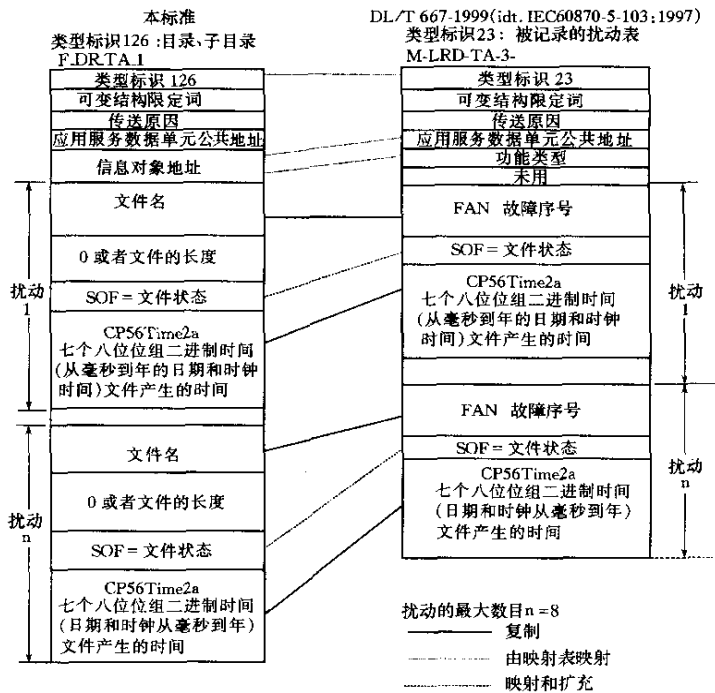 本标准
类型标识126:目录、子目录
F.DR.TA.1
类型标识 126
可变结构限定词
传送原因
应用服务数据单元公共地址
信息对象地址
文件名
0 或者文件的长度
SOF = 文件状态
CP56Time2a
七个八位位组二进制时间
(从毫秒到年的日期和时钟
时间)文件产生的时间
扰动
1
文件名
0 或者文件的长度
SOF = 文件状态
CP56Time2a
七个八位位组二进制时间
(日期和时钟从毫秒到年)
文件产生的时间
扰动
n
DL/T 667-1999(idt. IEC60870-5-103:1997)
类型标识23: 被记录的扰动表
M-LRD-TA-3-
类型标识 23
可变结构限定词
传送原因
应用服务数据单元公共地址
功能类型
未用
FAN 故障序号
SOF = 文件状态
CP56Time2a
七个八位位组二进制时间
(从毫秒到年的日期和时钟
时间)文件产生的时间
扰动
1
FAN 故障序号
SOF = 文件状态
CP56Time2a
七个八位位组二进制时间
(日期和时钟从毫秒到年)
文件产生的时间
扰动
n
扰动的最大数目n =8
复制
由映射表映射
映射和扩充